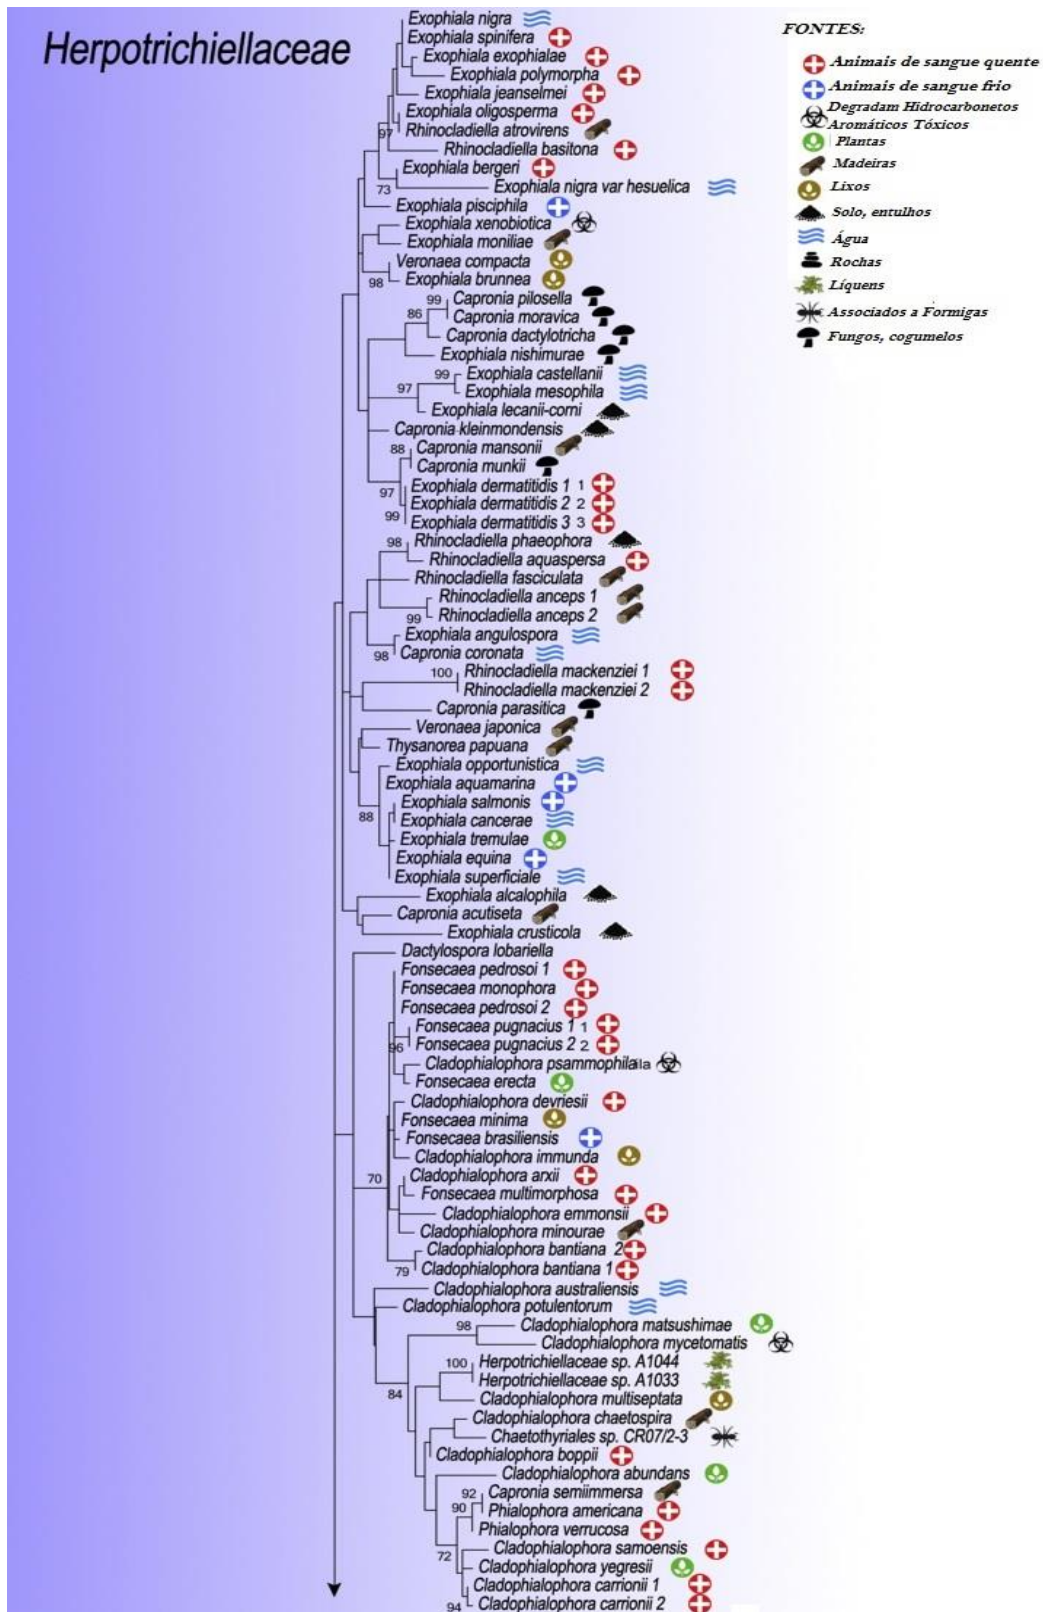 Herpotrichiellaceae
Exophiala nigra
Exophiala spinifera
Exophiala exophialae
Exophiala polymorpha
Exophiala jeanselmei
Exophiala oligosperma
97
Rhinocladiella atrovirens
Rhinocladiella basitona
Exophiala bergeri
73
Exophiala nigra var hesuelica
Exophiala pisciphila
Exophiala xenobiotica
Exophiala moniliae
Veronaea compacta
98
Exophiala brunnea
99
Capronia pilosella
86
Capronia moravica
Capronia dactylotricha
Exophiala nishimurae
99
Exophiala castellanii
97
Exophiala mesophila
Exophiala lecanii-corni
Capronia kleinmondensis
88
Capronia mansonii
Capronia munkii
97
Exophiala dermatitidis 1 1
Exophiala dermatitidis 2 2
99
Exophiala dermatitidis 3 3
98
Rhinocladiella phaeophora
Rhinocladiella aquaspersa
Rhinocladiella fasciculata
Rhinocladiella anceps 1
99
Rhinocladiella anceps 2
Exophiala angulospora
98
Capronia coronata
100
Rhinocladiella mackenziei 1
Rhinocladiella mackenziei 2
Capronia parasitica
Veronaea japonica
Thysanorea papuana
Exophiala opportunistica
Exophiala aquamarina
Exophiala salmonis
88
Exophiala cancerae
Exophiala tremulae
Exophiala equina
Exophiala superficiale
Exophiala alcalophila
Capronia acutiseta
Exophiala crusticola
Dactylospora lobariella
Fonsecaea pedrosoi 1
Fonsecaea monophora
Fonsecaea pedrosoi 2
Fonsecaea pugnacius 1 1
96
Fonsecaea pugnacius 2 2
Cladophialophora psammophila ila
Fonsecaea erecta
Cladophialophora devriesii
Fonsecaea minima
Fonsecaea brasiliensis
Cladophialophora immunda
70
Cladophialophora arxii
Fonsecaea multimorphosa
Cladophialophora emmonsii
Cladophialophora minourae
Cladophialophora bantiana 2
79
Cladophialophora bantiana 1
Cladophialophora australiensis
Cladophialophora potulentorum
98
Cladophialophora matsushimae
Cladophialophora mycetomatis
100
Herpotrichiellaceae sp. A1044
Herpotrichiellaceae sp. A1033
84
Cladophialophora multiseptata
Cladophialophora chaetospira
Chaetothyriales sp. CR07/2-3
Cladophialophora boppii
Cladophialophora abundans
92
Capronia semiimmersa
90
Phialophora americana
Phialophora verrucosa
72
Cladophialophora samoensis
Cladophialophora yegresii
Cladophialophora carrionii 1
94
Cladophialophora carrionii 2
FONTES:
Animais de sangue quente
Animais de sangue frio
Degradam Hidrocarbonetos
Aromáticos Tóxicos
Plantas
Madeiras
Lixos
Solo, entulhos
Água
Rochas
Líquens
Associados a Formigas
Fungos, cogumelos